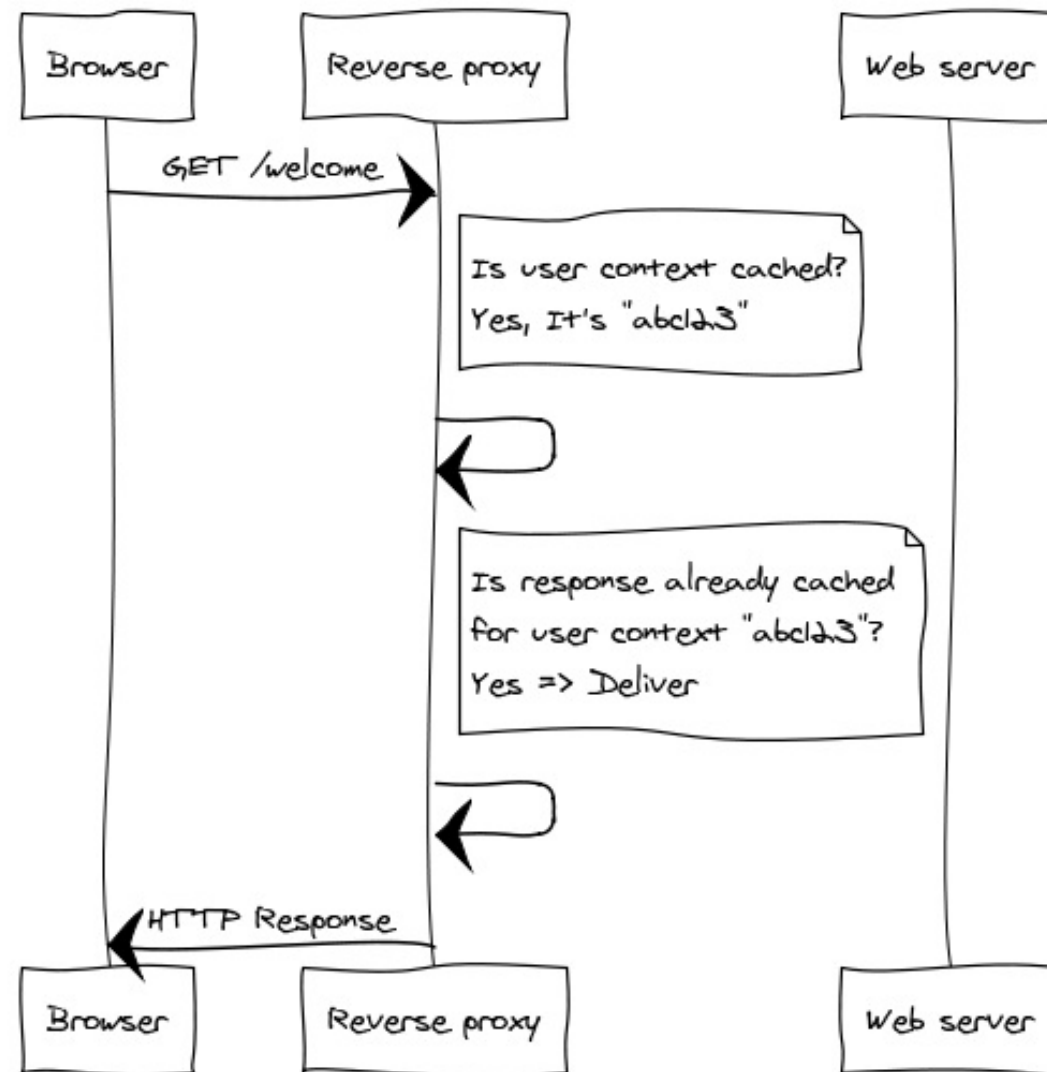 Browser
Reverse proxy
Web server
GET /welcome
Is user context cached?
Yes, It's "abc123"
Is response already cached
for user context "abc123"?
Yes => Deliver
HTTP Response
Browser
Reverse proxy
Web server